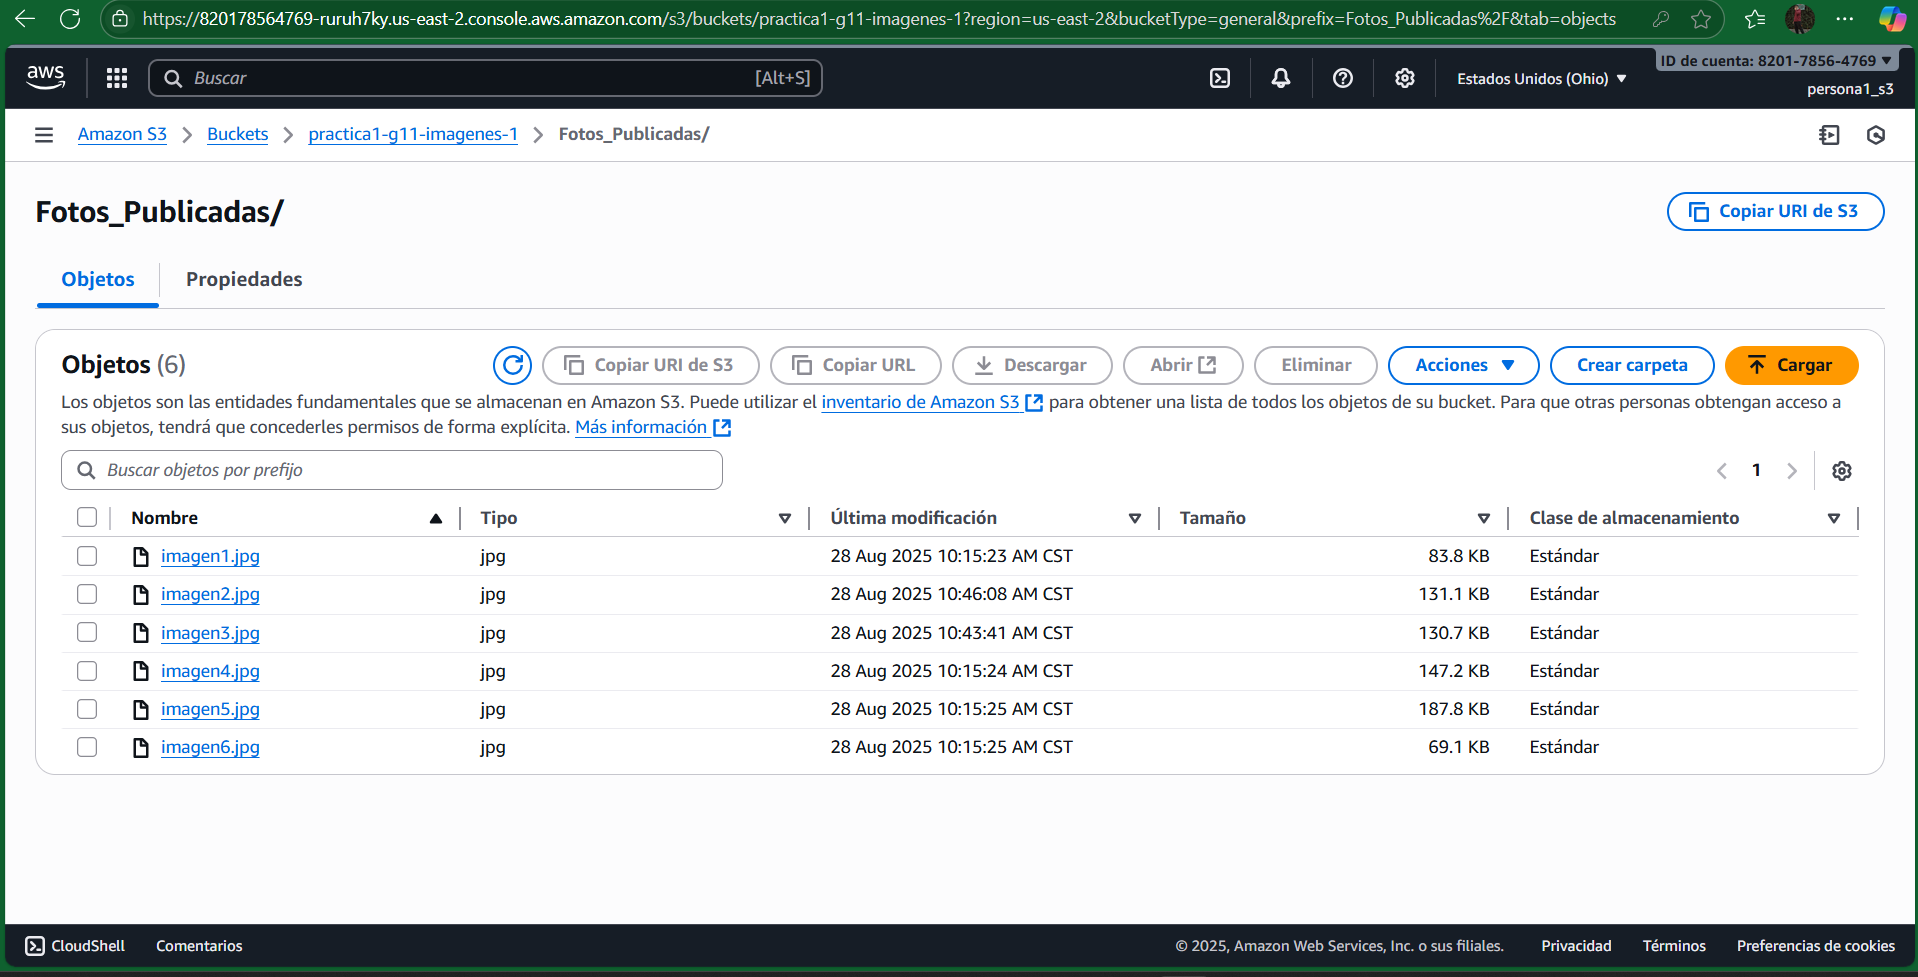 https://820178564769-ruruh7ky.us-east-2.console.aws.amazon.com/s3/buckets/practica1-g11-imagenes-1?region=us-east-2&bucketType=general&prefix=Fotos_Publicadas%2F&tab=objects
aws
Buscar [Alt+S]
Estados Unidos (Ohio)
ID de cuenta: 8201-7856-4769
persona1_s3
Amazon S3 Buckets practica1-g11-imagenes-1 Fotos_Publicadas/
Fotos_Publicadas/
Copiar URI de S3
Objetos Propiedades
Objetos (6) Copiar URI de S3 Copiar URL Descargar Abrir Eliminar Acciones Crear carpeta Cargar
Los objetos son las entidades fundamentales que se almacenan en Amazon S3. Puede utilizar el inventario de Amazon S3 para obtener una lista de todos los objetos de su bucket. Para que otras personas obtengan acceso a
sus objetos, tendrá que concederles permisos de forma explícita. Más información
Buscar objetos por prefijo
1
Nombre Tipo Última modificación Tamaño Clase de almacenamiento
imagen1.jpg jpg 28 Aug 2025 10:15:23 AM CST 83.8 KB Estándar
imagen2.jpg jpg 28 Aug 2025 10:46:08 AM CST 131.1 KB Estándar
imagen3.jpg jpg 28 Aug 2025 10:43:41 AM CST 130.7 KB Estándar
imagen4.jpg jpg 28 Aug 2025 10:15:24 AM CST 147.2 KB Estándar
imagen5.jpg jpg 28 Aug 2025 10:15:25 AM CST 187.8 KB Estándar
imagen6.jpg jpg 28 Aug 2025 10:15:25 AM CST 69.1 KB Estándar
CloudShell Comentarios © 2025, Amazon Web Services, Inc. o sus filiales. Privacidad Términos Preferencias de cookies